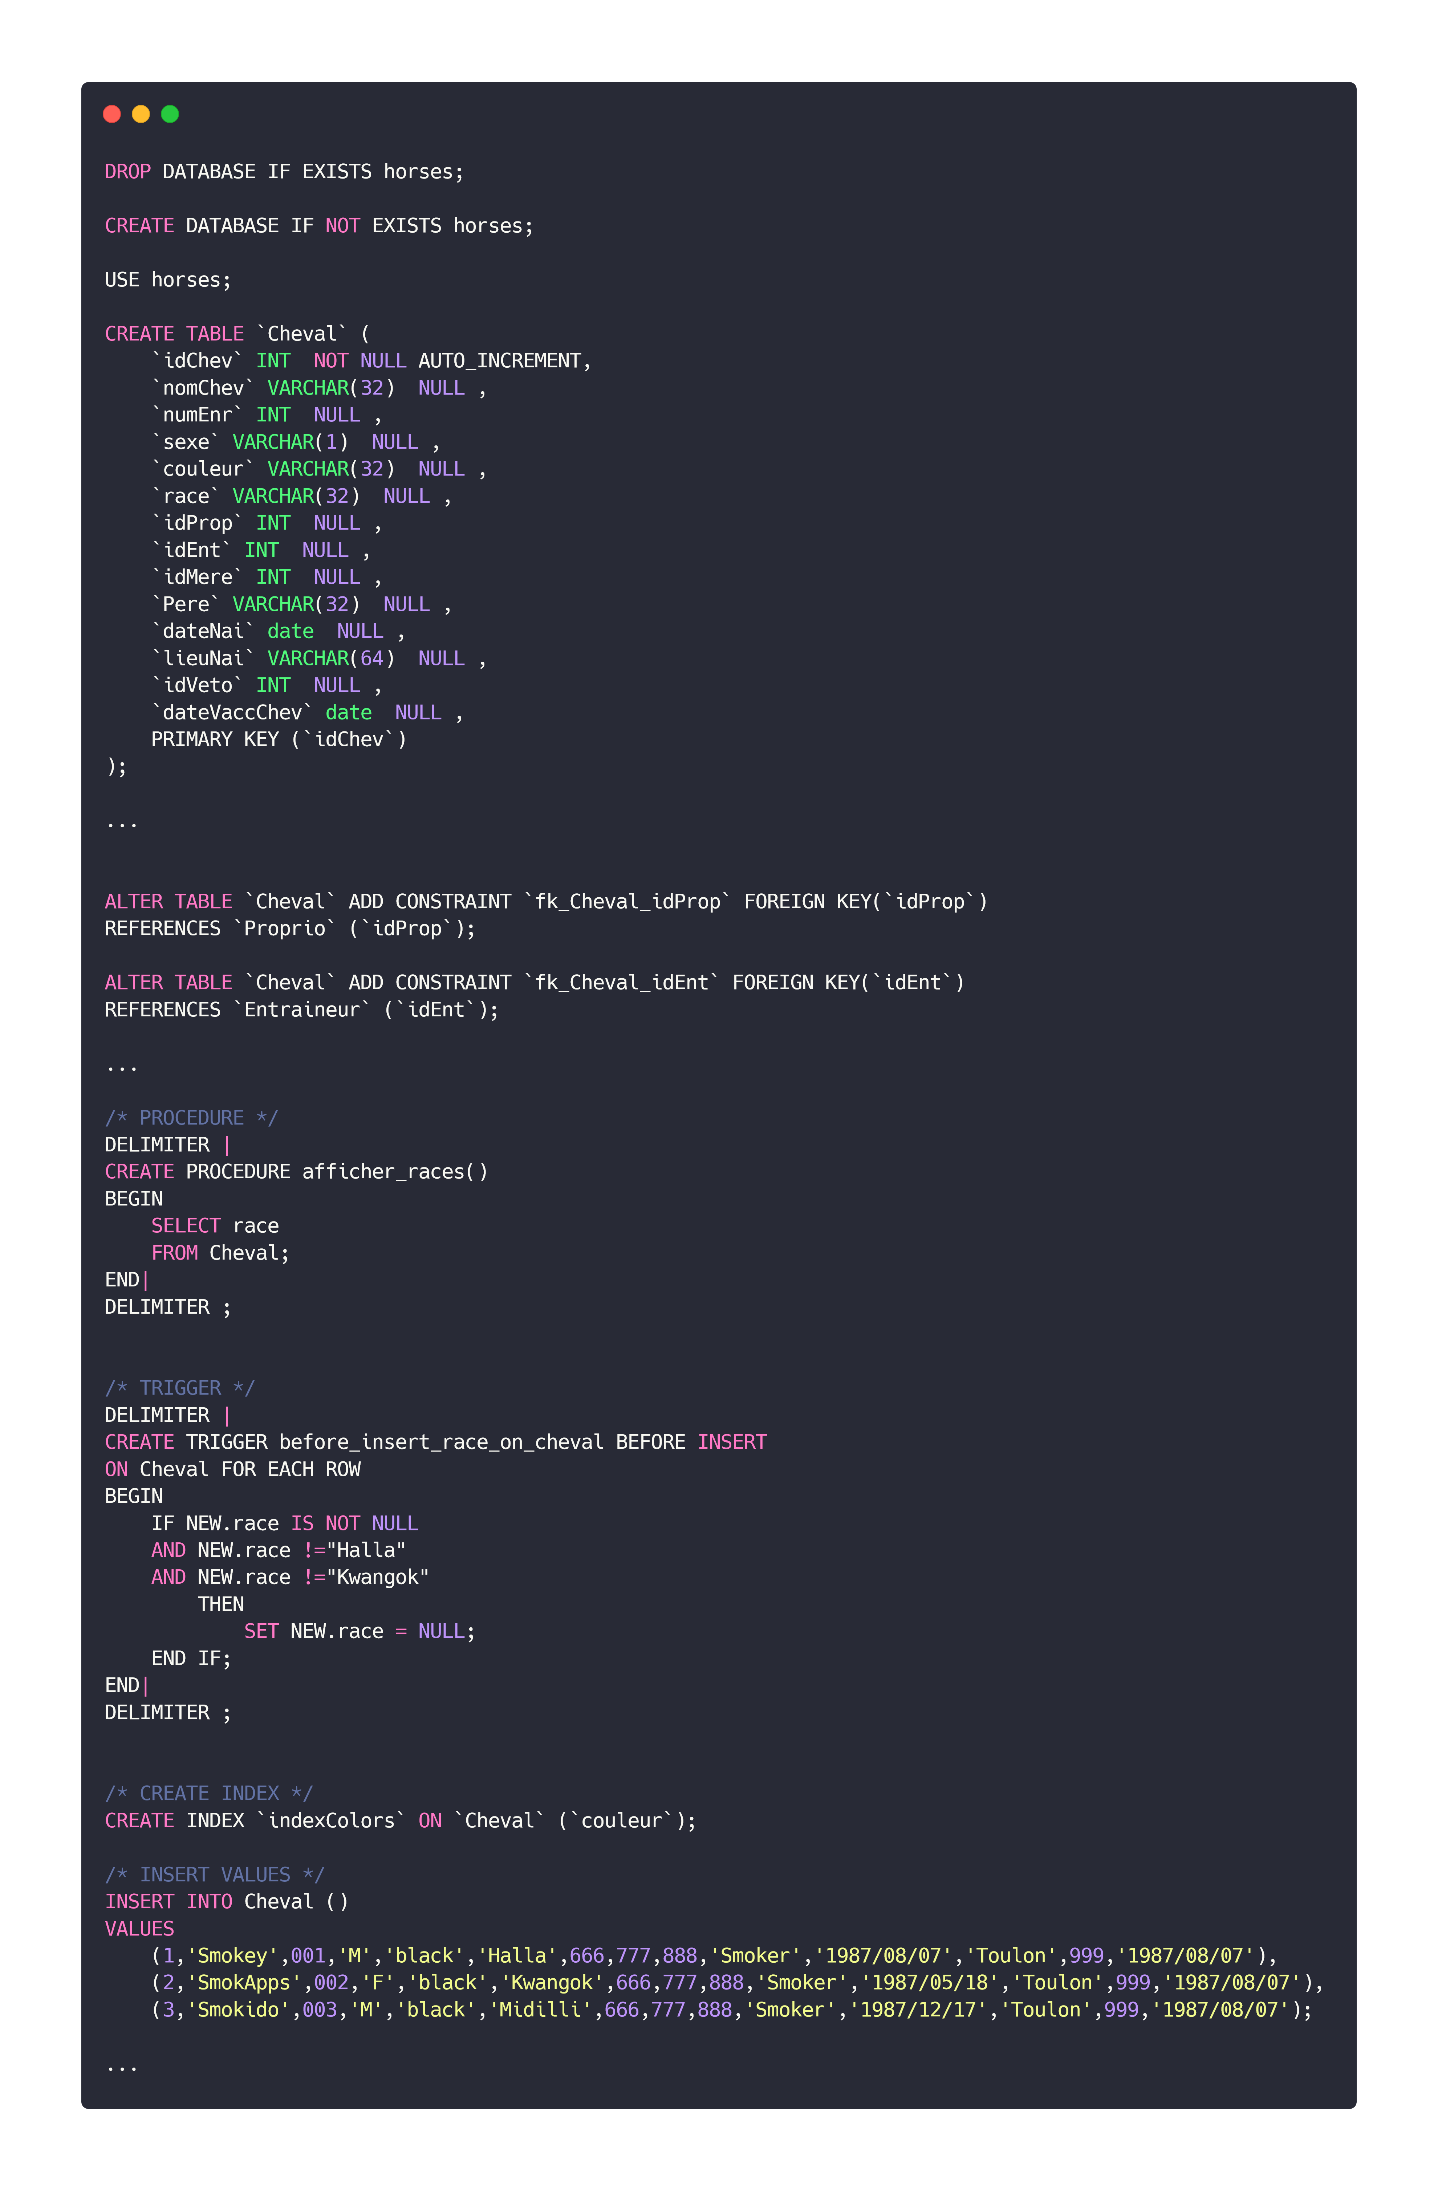 DROP DATABASE IF EXISTS horses;
CREATE DATABASE IF NOT EXISTS horses;
USE horses;
CREATE TABLE `Cheval` (
    `idChev` INT  NOT NULL AUTO_INCREMENT,
    `nomChev` VARCHAR(32)  NULL ,
    `numEnr` INT  NULL ,
    `sexe` VARCHAR(1)  NULL ,
    `couleur` VARCHAR(32)  NULL ,
    `race` VARCHAR(32)  NULL ,
    `idProp` INT  NULL ,
    `idEnt` INT  NULL ,
    `idMere` INT  NULL ,
    `Pere` VARCHAR(32)  NULL ,
    `dateNai` date  NULL ,
    `lieuNai` VARCHAR(64)  NULL ,
    `idVeto` INT  NULL ,
    `dateVaccChev` date  NULL ,
    PRIMARY KEY (`idChev`)
);
...
ALTER TABLE `Cheval` ADD CONSTRAINT `fk_Cheval_idProp` FOREIGN KEY(`idProp`)
REFERENCES `Proprio` (`idProp`);
ALTER TABLE `Cheval` ADD CONSTRAINT `fk_Cheval_idEnt` FOREIGN KEY(`idEnt`)
REFERENCES `Entraineur` (`idEnt`);
...
/* PROCEDURE */
DELIMITER |
CREATE PROCEDURE afficher_races()
BEGIN
    SELECT race
    FROM Cheval;
END|
DELIMITER ;
/* TRIGGER */
DELIMITER |
CREATE TRIGGER before_insert_race_on_cheval BEFORE INSERT
ON Cheval FOR EACH ROW
BEGIN
    IF NEW.race IS NOT NULL
    AND NEW.race !="Halla"
    AND NEW.race !="Kwangok"
        THEN
            SET NEW.race = NULL;
    END IF;
END|
DELIMITER ;
/* CREATE INDEX */
CREATE INDEX `indexColors` ON `Cheval` (`couleur`);
/* INSERT VALUES */
INSERT INTO Cheval ()
VALUES
    (1,'Smokey',001,'M','black','Halla',666,777,888,'Smoker','1987/08/07','Toulon',999,'1987/08/07'),
    (2,'SmokApps',002,'F','black','Kwangok',666,777,888,'Smoker','1987/05/18','Toulon',999,'1987/08/07'),
    (3,'Smokido',003,'M','black','Midilli',666,777,888,'Smoker','1987/12/17','Toulon',999,'1987/08/07');
...